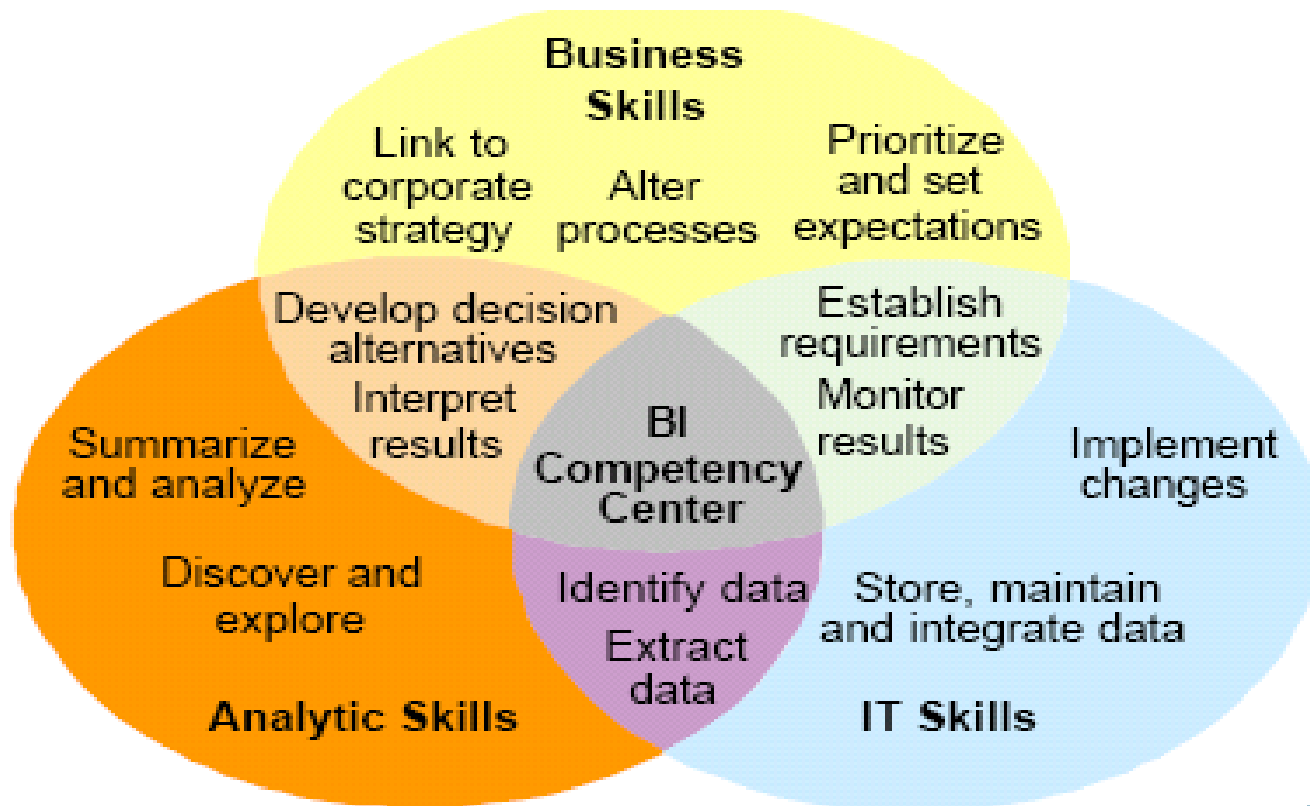 Business
Skills
Link to
corporate
strategy
Alter
processes
Prioritize
and set
expectations
Develop decision
alternatives
Interpret
results
Establish
requirements
Monitor
results
BI
Competency
Center
Summarize
and analyze
Discover and
explore
Analytic Skills
Identify data
Extract
data
Implement
changes
Store, maintain
and integrate data
IT Skills